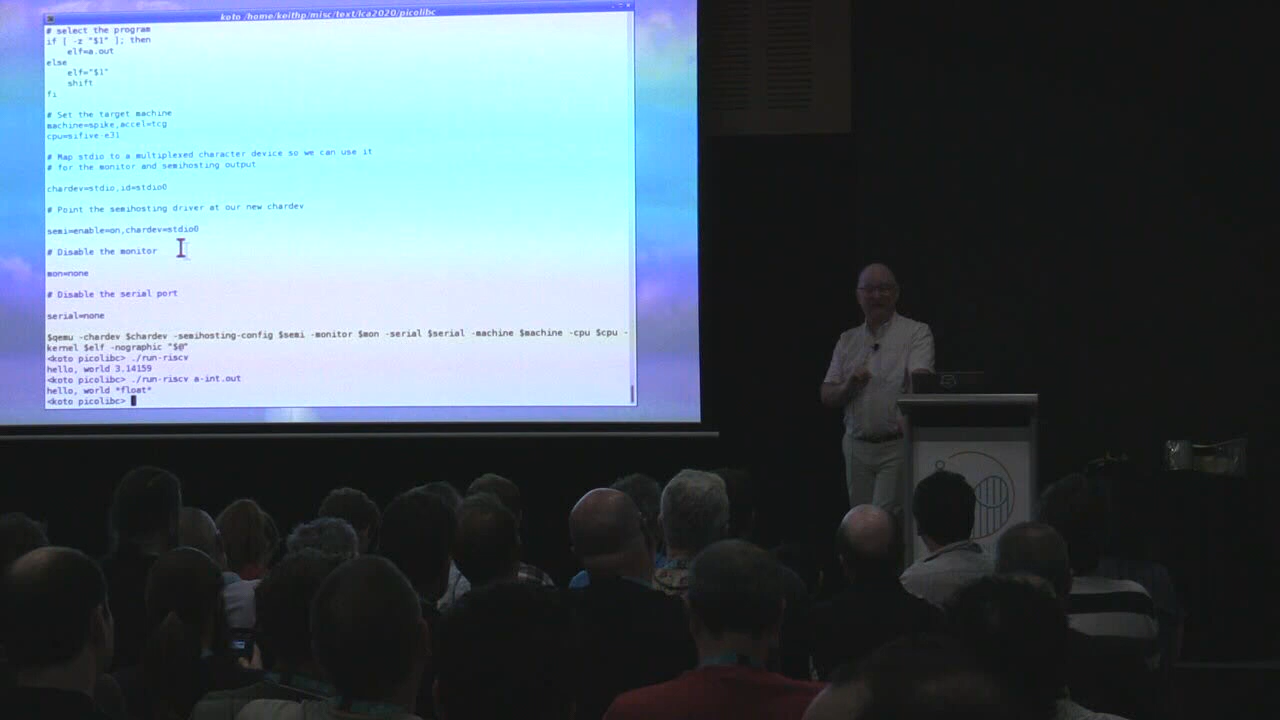 koto /home/keithp/misc/text/lca2020/picolibc
# select the program
if [ -z "$1" ]; then
elf=a.out
else
elf="$1"
shift
fi
# Set the target machine
machine=spike,accel=tcg
cpu=sifive-e31
# Map stdio to a multiplexed character device so we can use it
# for the monitor and semihosting output
chardev=stdio,id=stdio0
# Point the semihosting driver at our new chardev
semi=enable=on,chardev=stdio0
# Disable the monitor
mon=none
# Disable the serial port
serial=none
$qemu -chardev $chardev -semihosting-config $semi -monitor $mon -serial $serial -machine $machine -cpu $cpu -
kernel $elf -nographic "$@"
<koto picolibc> ./run-riscv
hello, world 3.14159
<koto picolibc> ./run-riscv a-int.out
hello, world *float*
<koto picolibc>